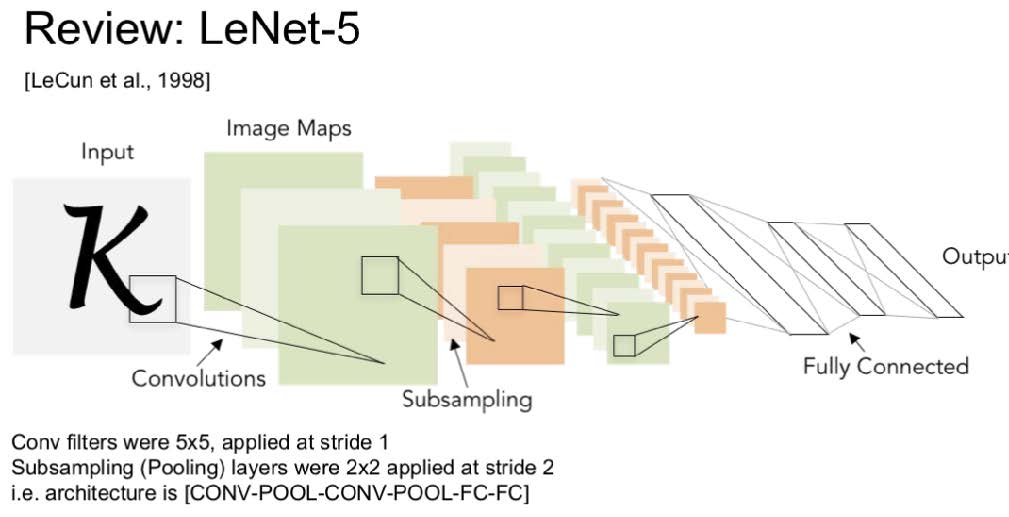 Review: LeNet-5
[LeCun et al., 1998]
Image Maps
Input
K
Output
Fully Connected
Convolutions
Subsampling
Conv filters were 5x5, applied at stride 1
Subsampling (Pooling) layers were 2x2 applied at stride 2
i.e. architecture is [CONV-POOL-CONV-POOL-FC-FC]